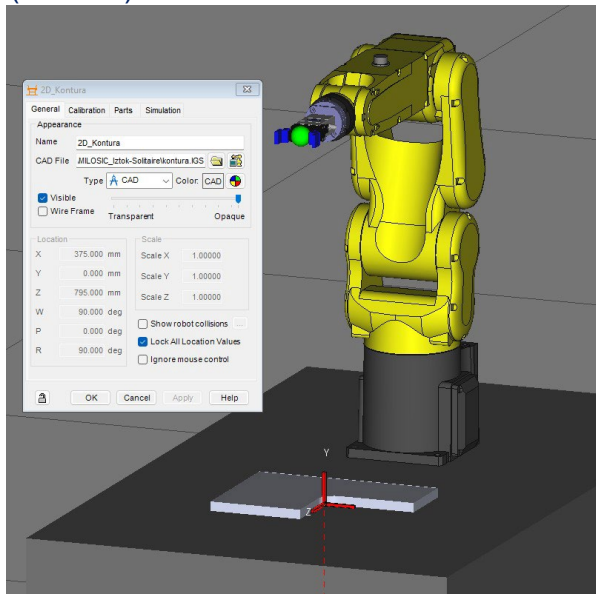 2D_Kontura
General Calibration Parts Simulation
Appearance
Name 2D_Kontura
CAD File .MILOSIC_Iztok-Solitaire\kontura.IGS
Type CAD Color: CAD
Visible
Wire Frame Transparent Opaque
Location Scale
X 375.000 mm Scale X 1.00000
Y 0.000 mm Scale Y 1.00000
Z 795.000 mm Scale Z 1.00000
W 90.000 deg
P 0.000 deg Show robot collisions ...
R 90.000 deg Lock All Location Values
Ignore mouse control
OK Cancel Apply Help
Y
Z